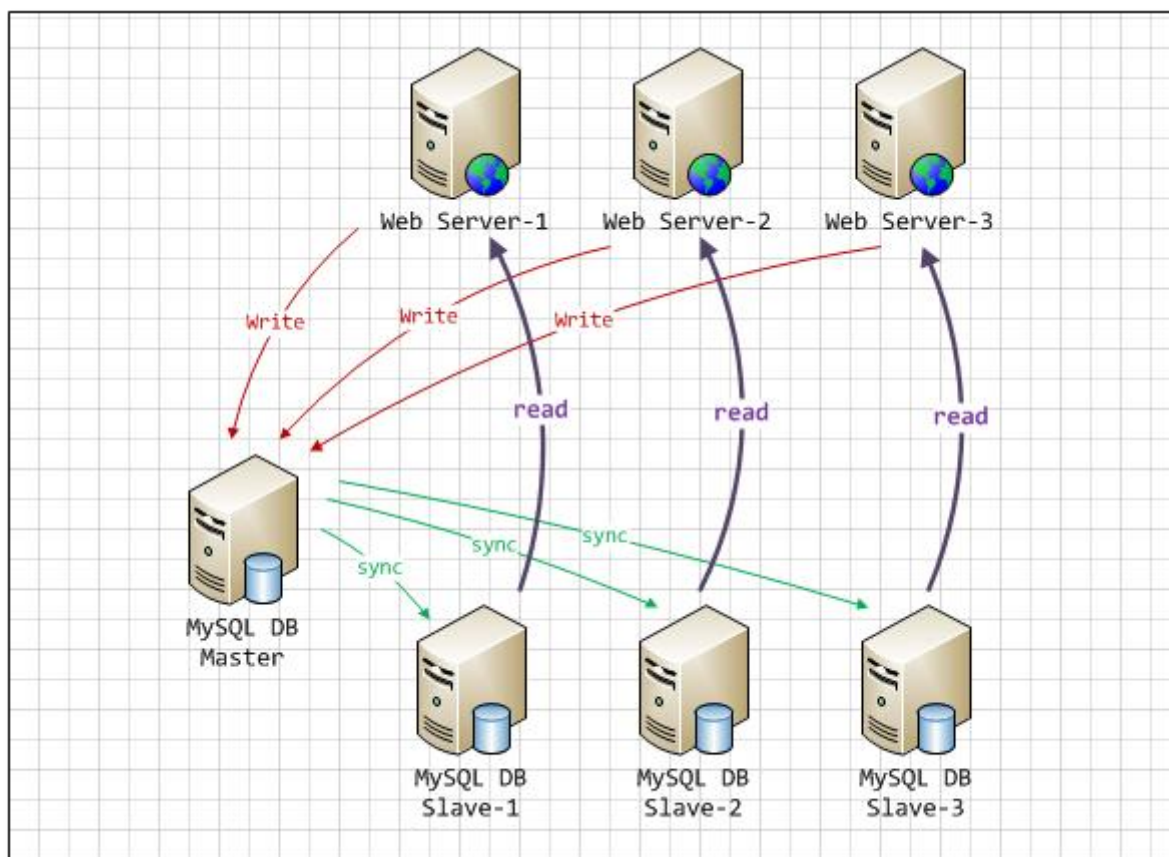 Web Server-1
Web Server-2
Web Server-3
Write
Write
Write
read
read
read
sync
sync
sync
MySQL DB
Master
MySQL DB
Slave-1
MySQL DB
Slave-2
MySQL DB
Slave-3